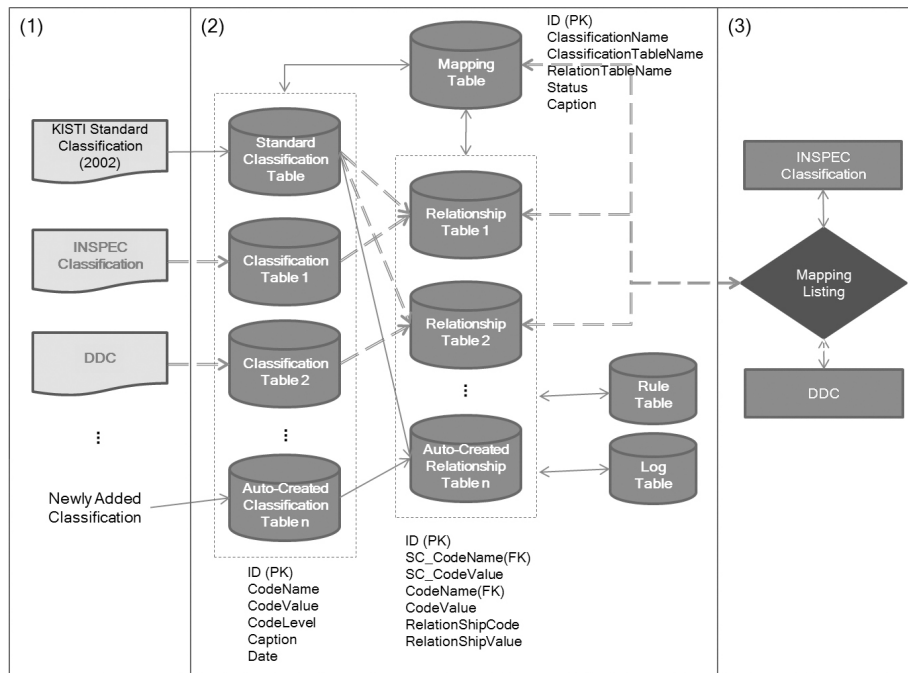 (1)
KISTI Standard
Classification
(2002)
INSPEC
Classification
DDC
⋮
Newly Added
Classification
(2)
Mapping
Table
ID (PK)
ClassificationName
ClassificationTableName
RelationTableName
Status
Caption
Standard
Classification
Table
Classification
Table 1
Classification
Table 2
⋮
Auto-Created
Classification
Table n
ID (PK)
CodeName
CodeValue
CodeLevel
Caption
Date
Relationship
Table 1
Relationship
Table 2
⋮
Auto-Created
Relationship
Table n
ID (PK)
SC_CodeName(FK)
SC_CodeValue
CodeName(FK)
CodeValue
RelationShipCode
RelationShipValue
Rule
Table
Log
Table
(3)
INSPEC
Classification
Mapping
Listing
DDC